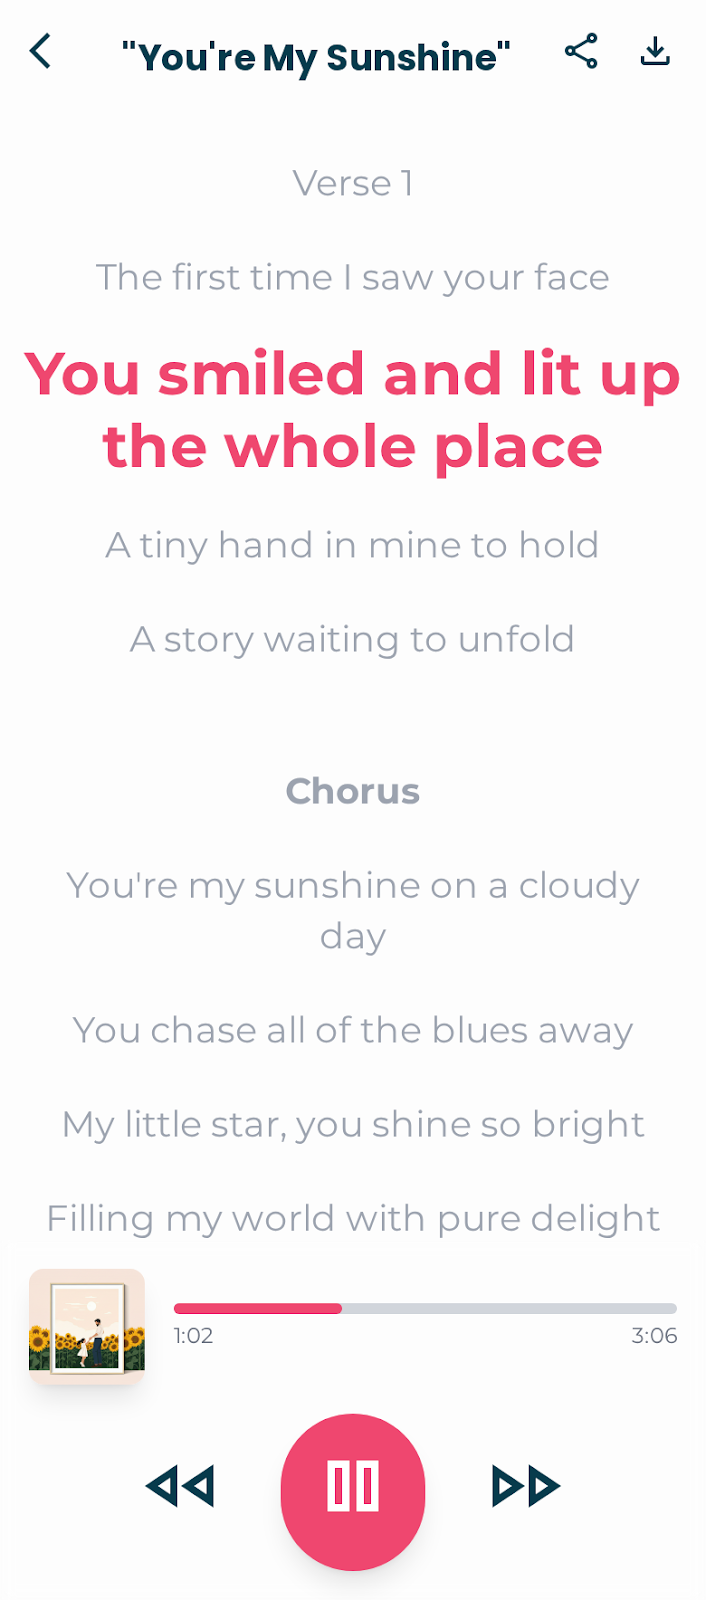 "You're My Sunshine"
Verse 1
The first time I saw your face
You smiled and lit up
the whole place
A tiny hand in mine to hold
A story waiting to unfold
Chorus
You're my sunshine on a cloudy
day
You chase all of the blues away
My little star, you shine so bright
Filling my world with pure delight
1:02
3:06